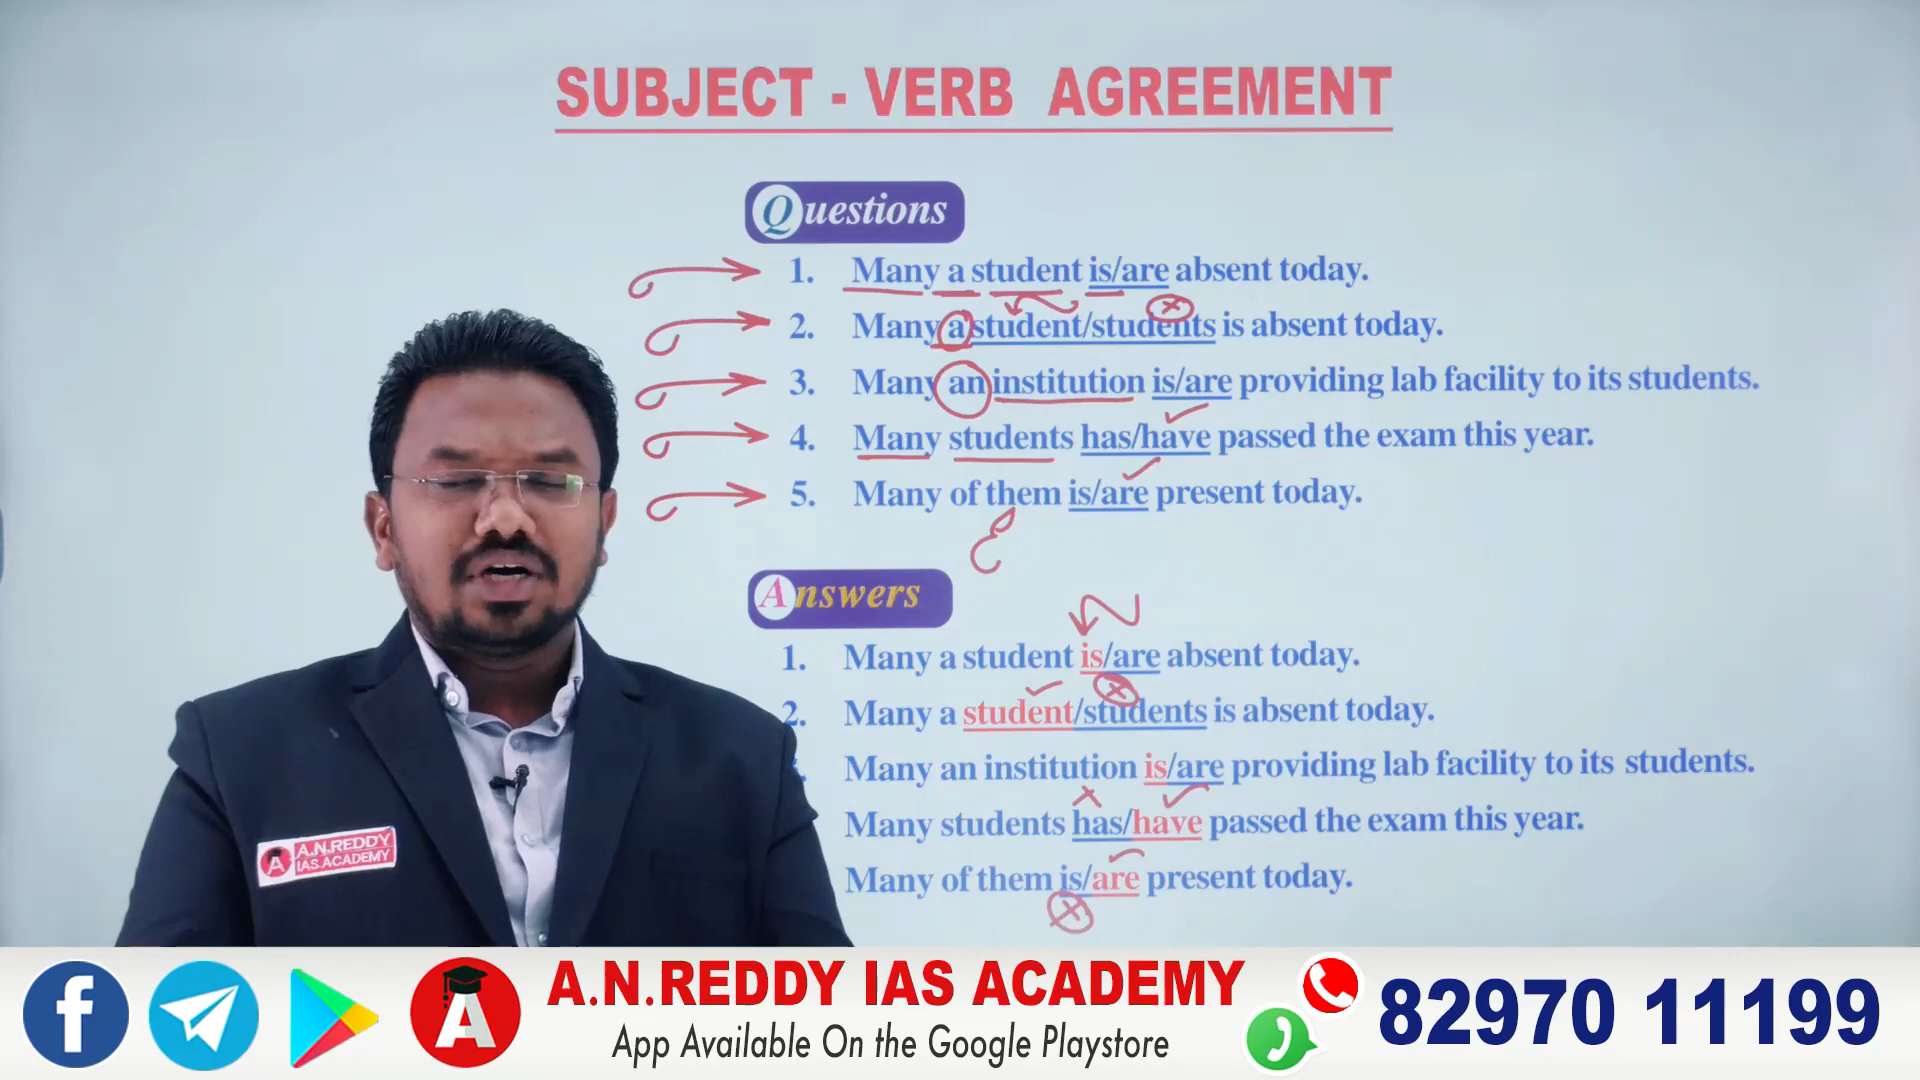 SUBJECT - VERB AGREEMENT
Questions
1. Many a student is/are absent today.
2. Many a student/students is absent today.
3. Many an institution is/are providing lab facility to its students.
4. Many students has/have passed the exam this year.
5. Many of them is/are present today.
Answers
1. Many a student is/are absent today.
2. Many a student/students is absent today.
Many an institution is/are providing lab facility to its students.
Many students has/have passed the exam this year.
Many of them is/are present today.
A.N.REDDY
IAS ACADEMY
A.N.REDDY IAS ACADEMY
App Available On the Google Playstore
82970 11199